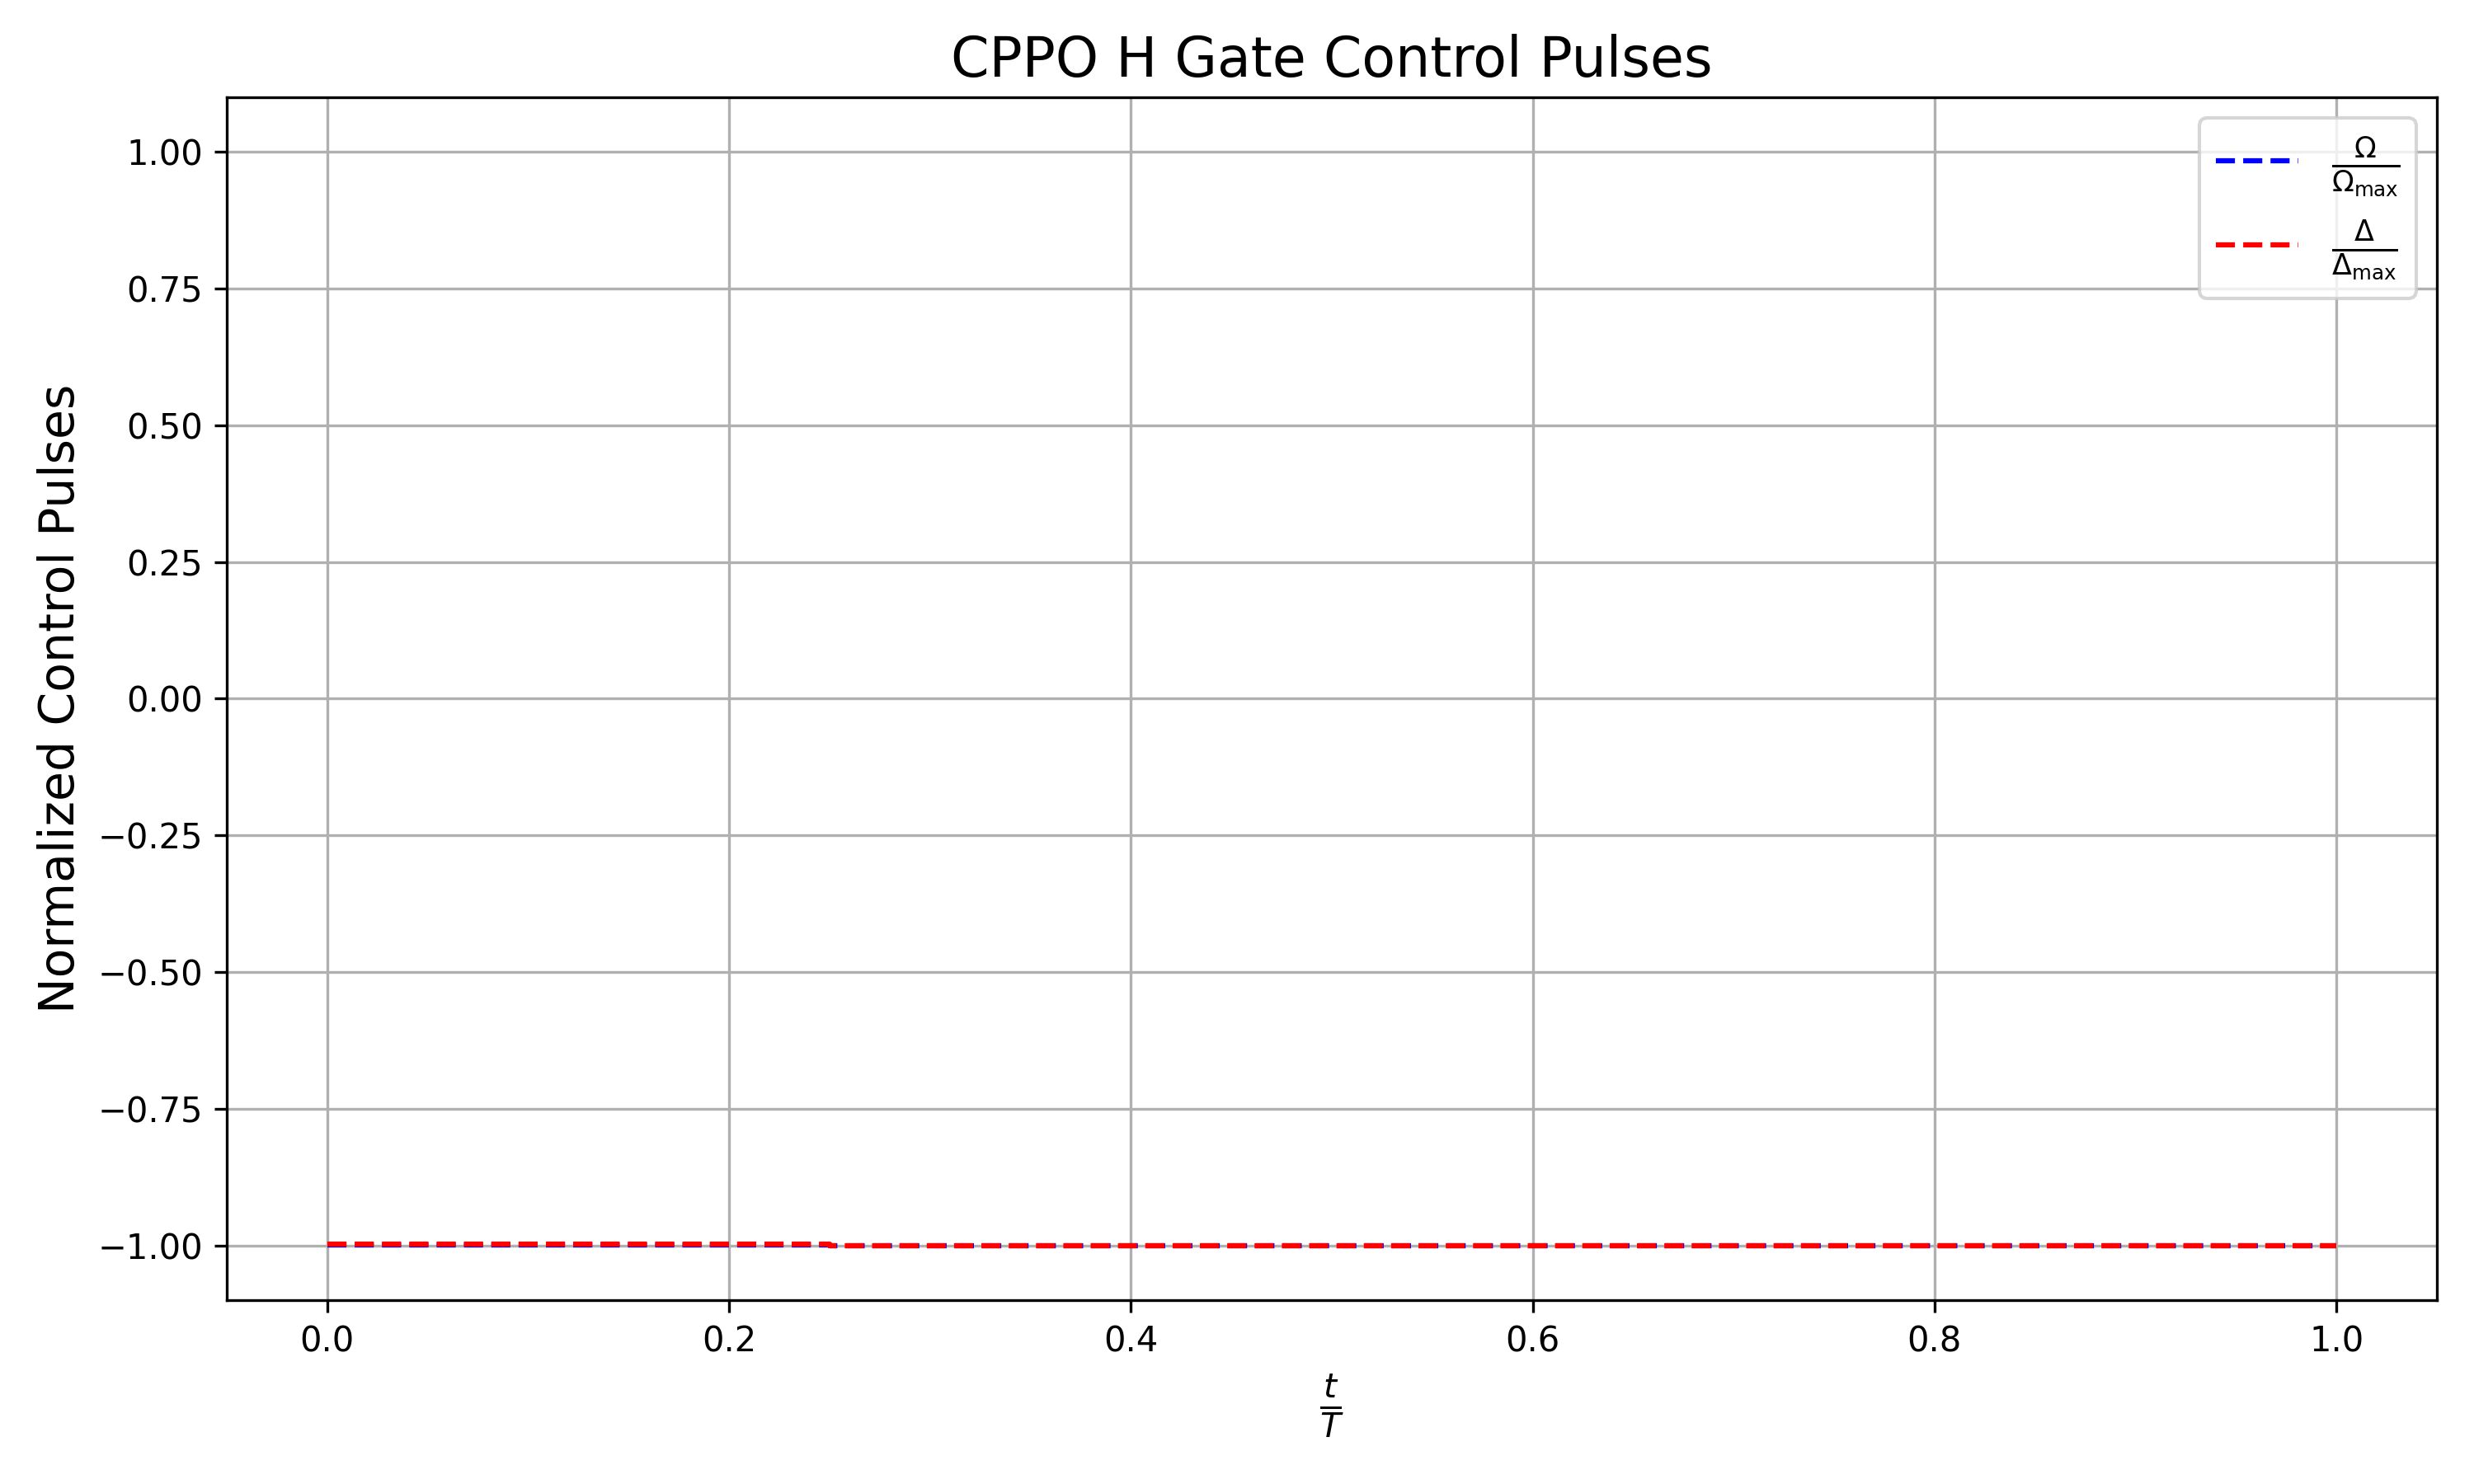 CPPO H Gate Control Pulses
Normalized Control Pulses
1.00
0.75
0.50
0.25
0.00
−0.25
−0.50
−0.75
−1.00
Ω
Ωmax
Δ
Δmax
0.0 0.2 0.4 0.6 0.8 1.0
t
T